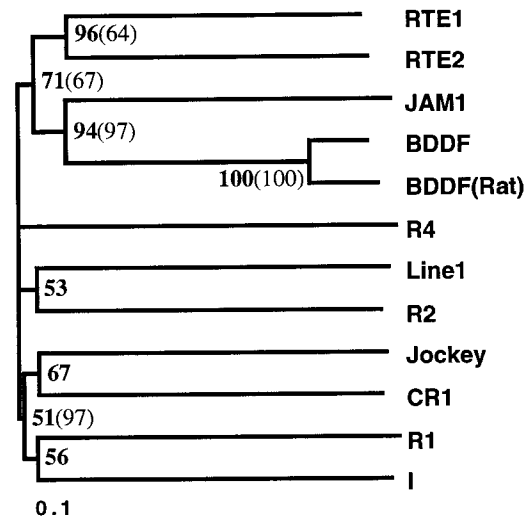 RTE1
96(64)
RTE2
71(67)
JAM1
94(97)
BDDF
100(100)
BDDF(Rat)
R4
Line1
53
R2
Jockey
67
CR1
51(97)
R1
56
I
0.1